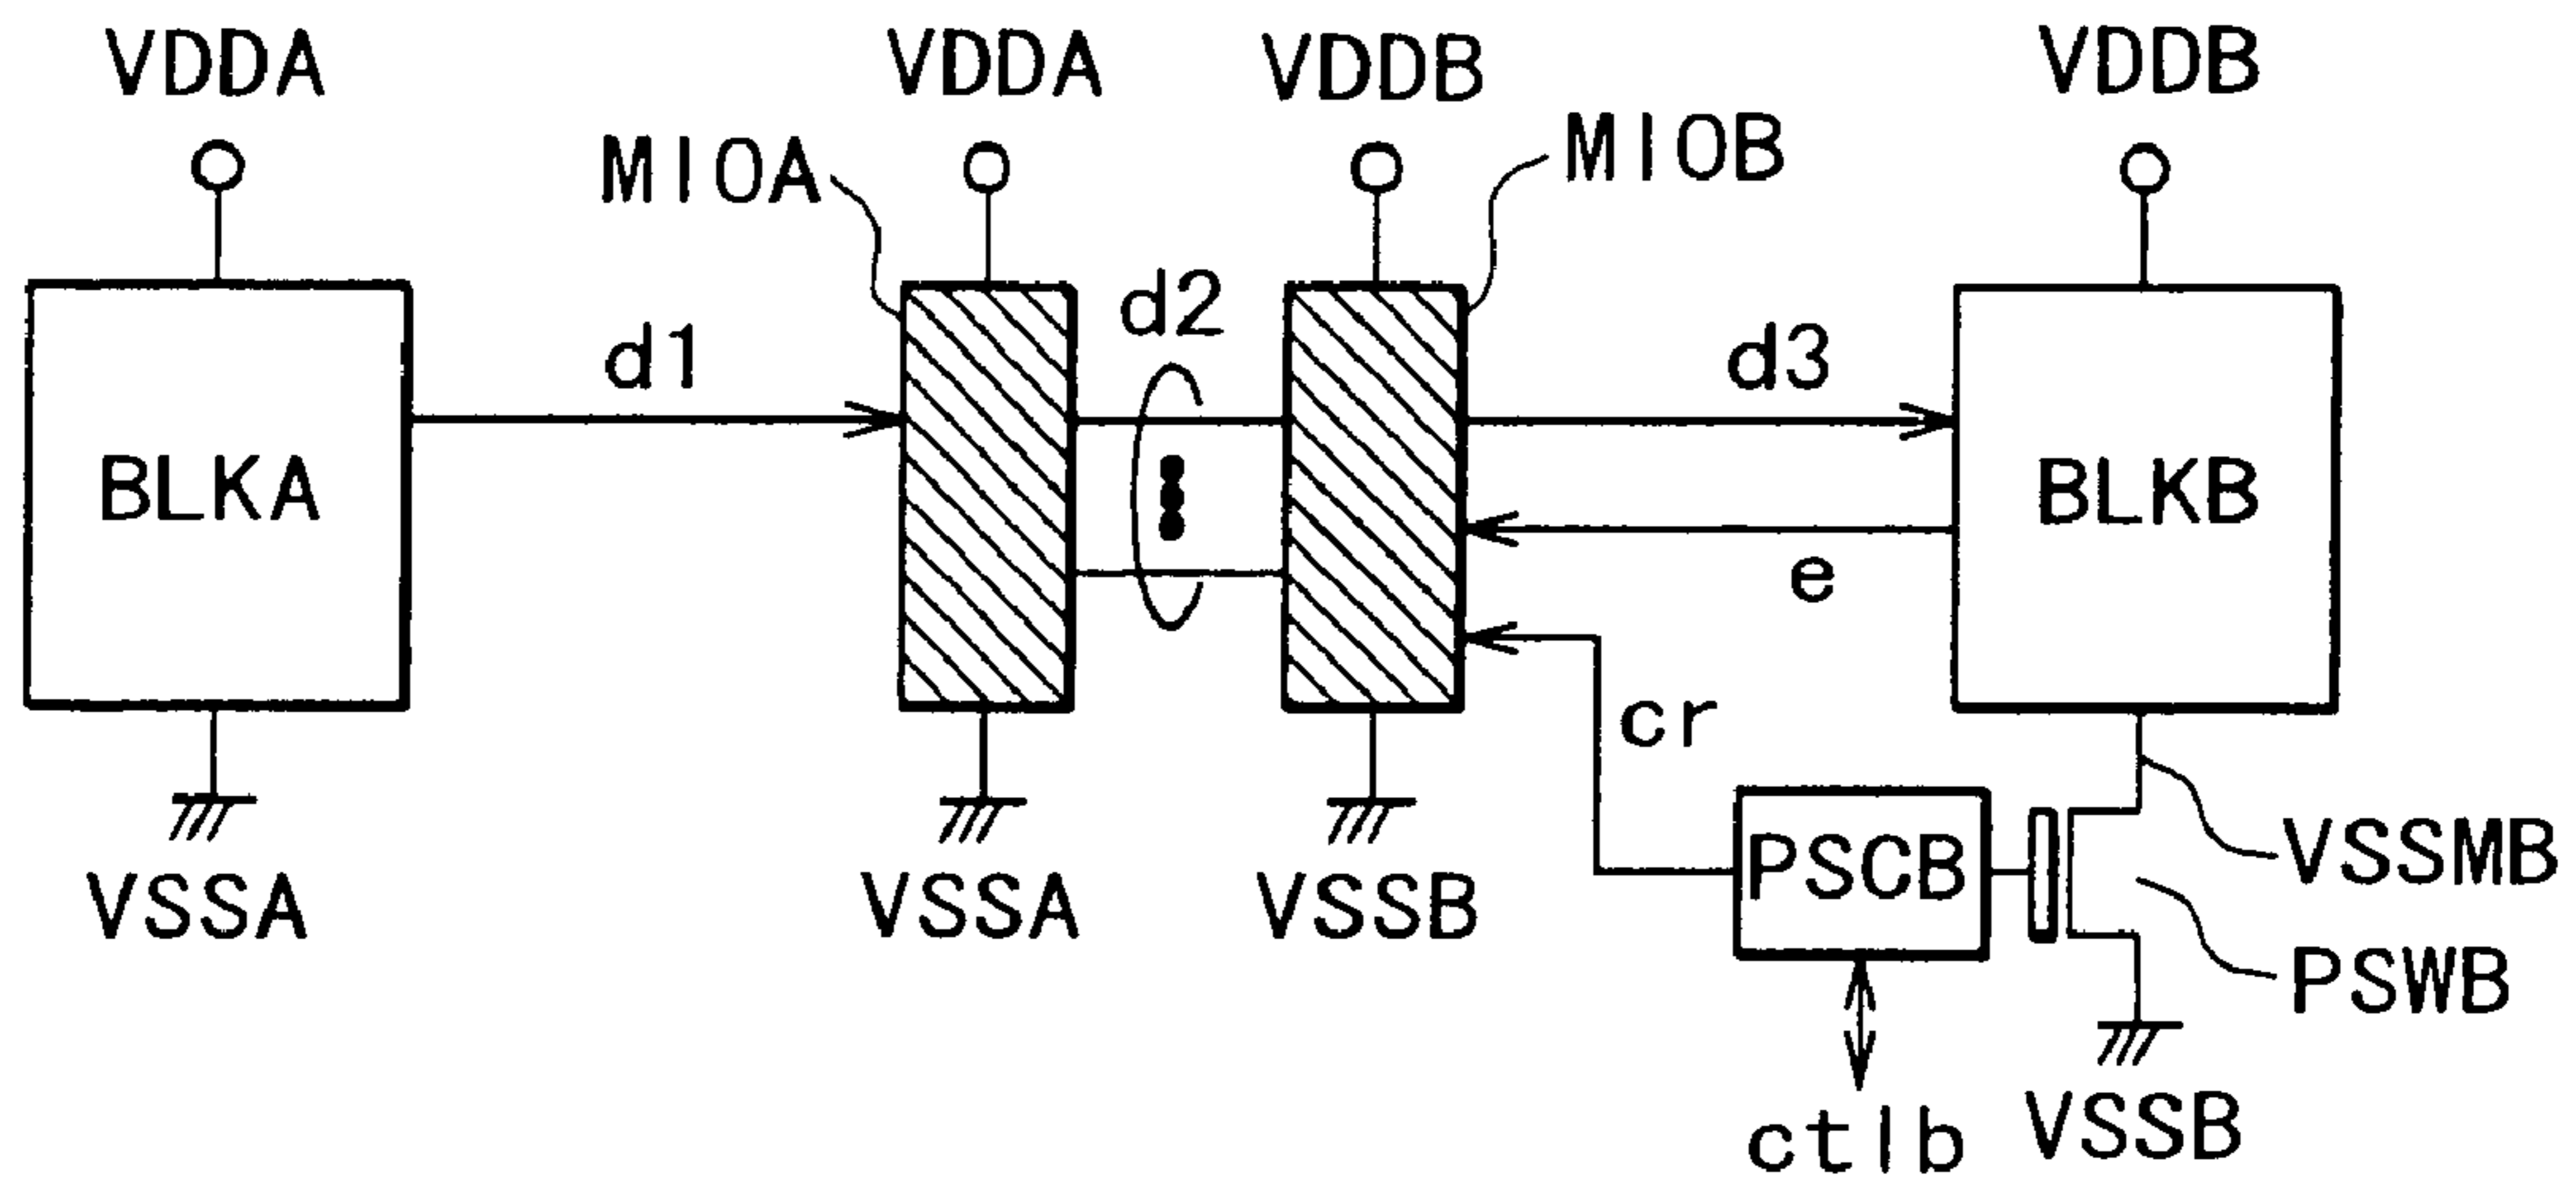 VDDA
VDDA
VDDB
VDDB
MIOA
MIOB
d2
d1
d3
BLKA
BLKB
e
cr
PSCB
VSSMB
VSSA
VSSA
VSSB
PSWB
ctlb
VSSB